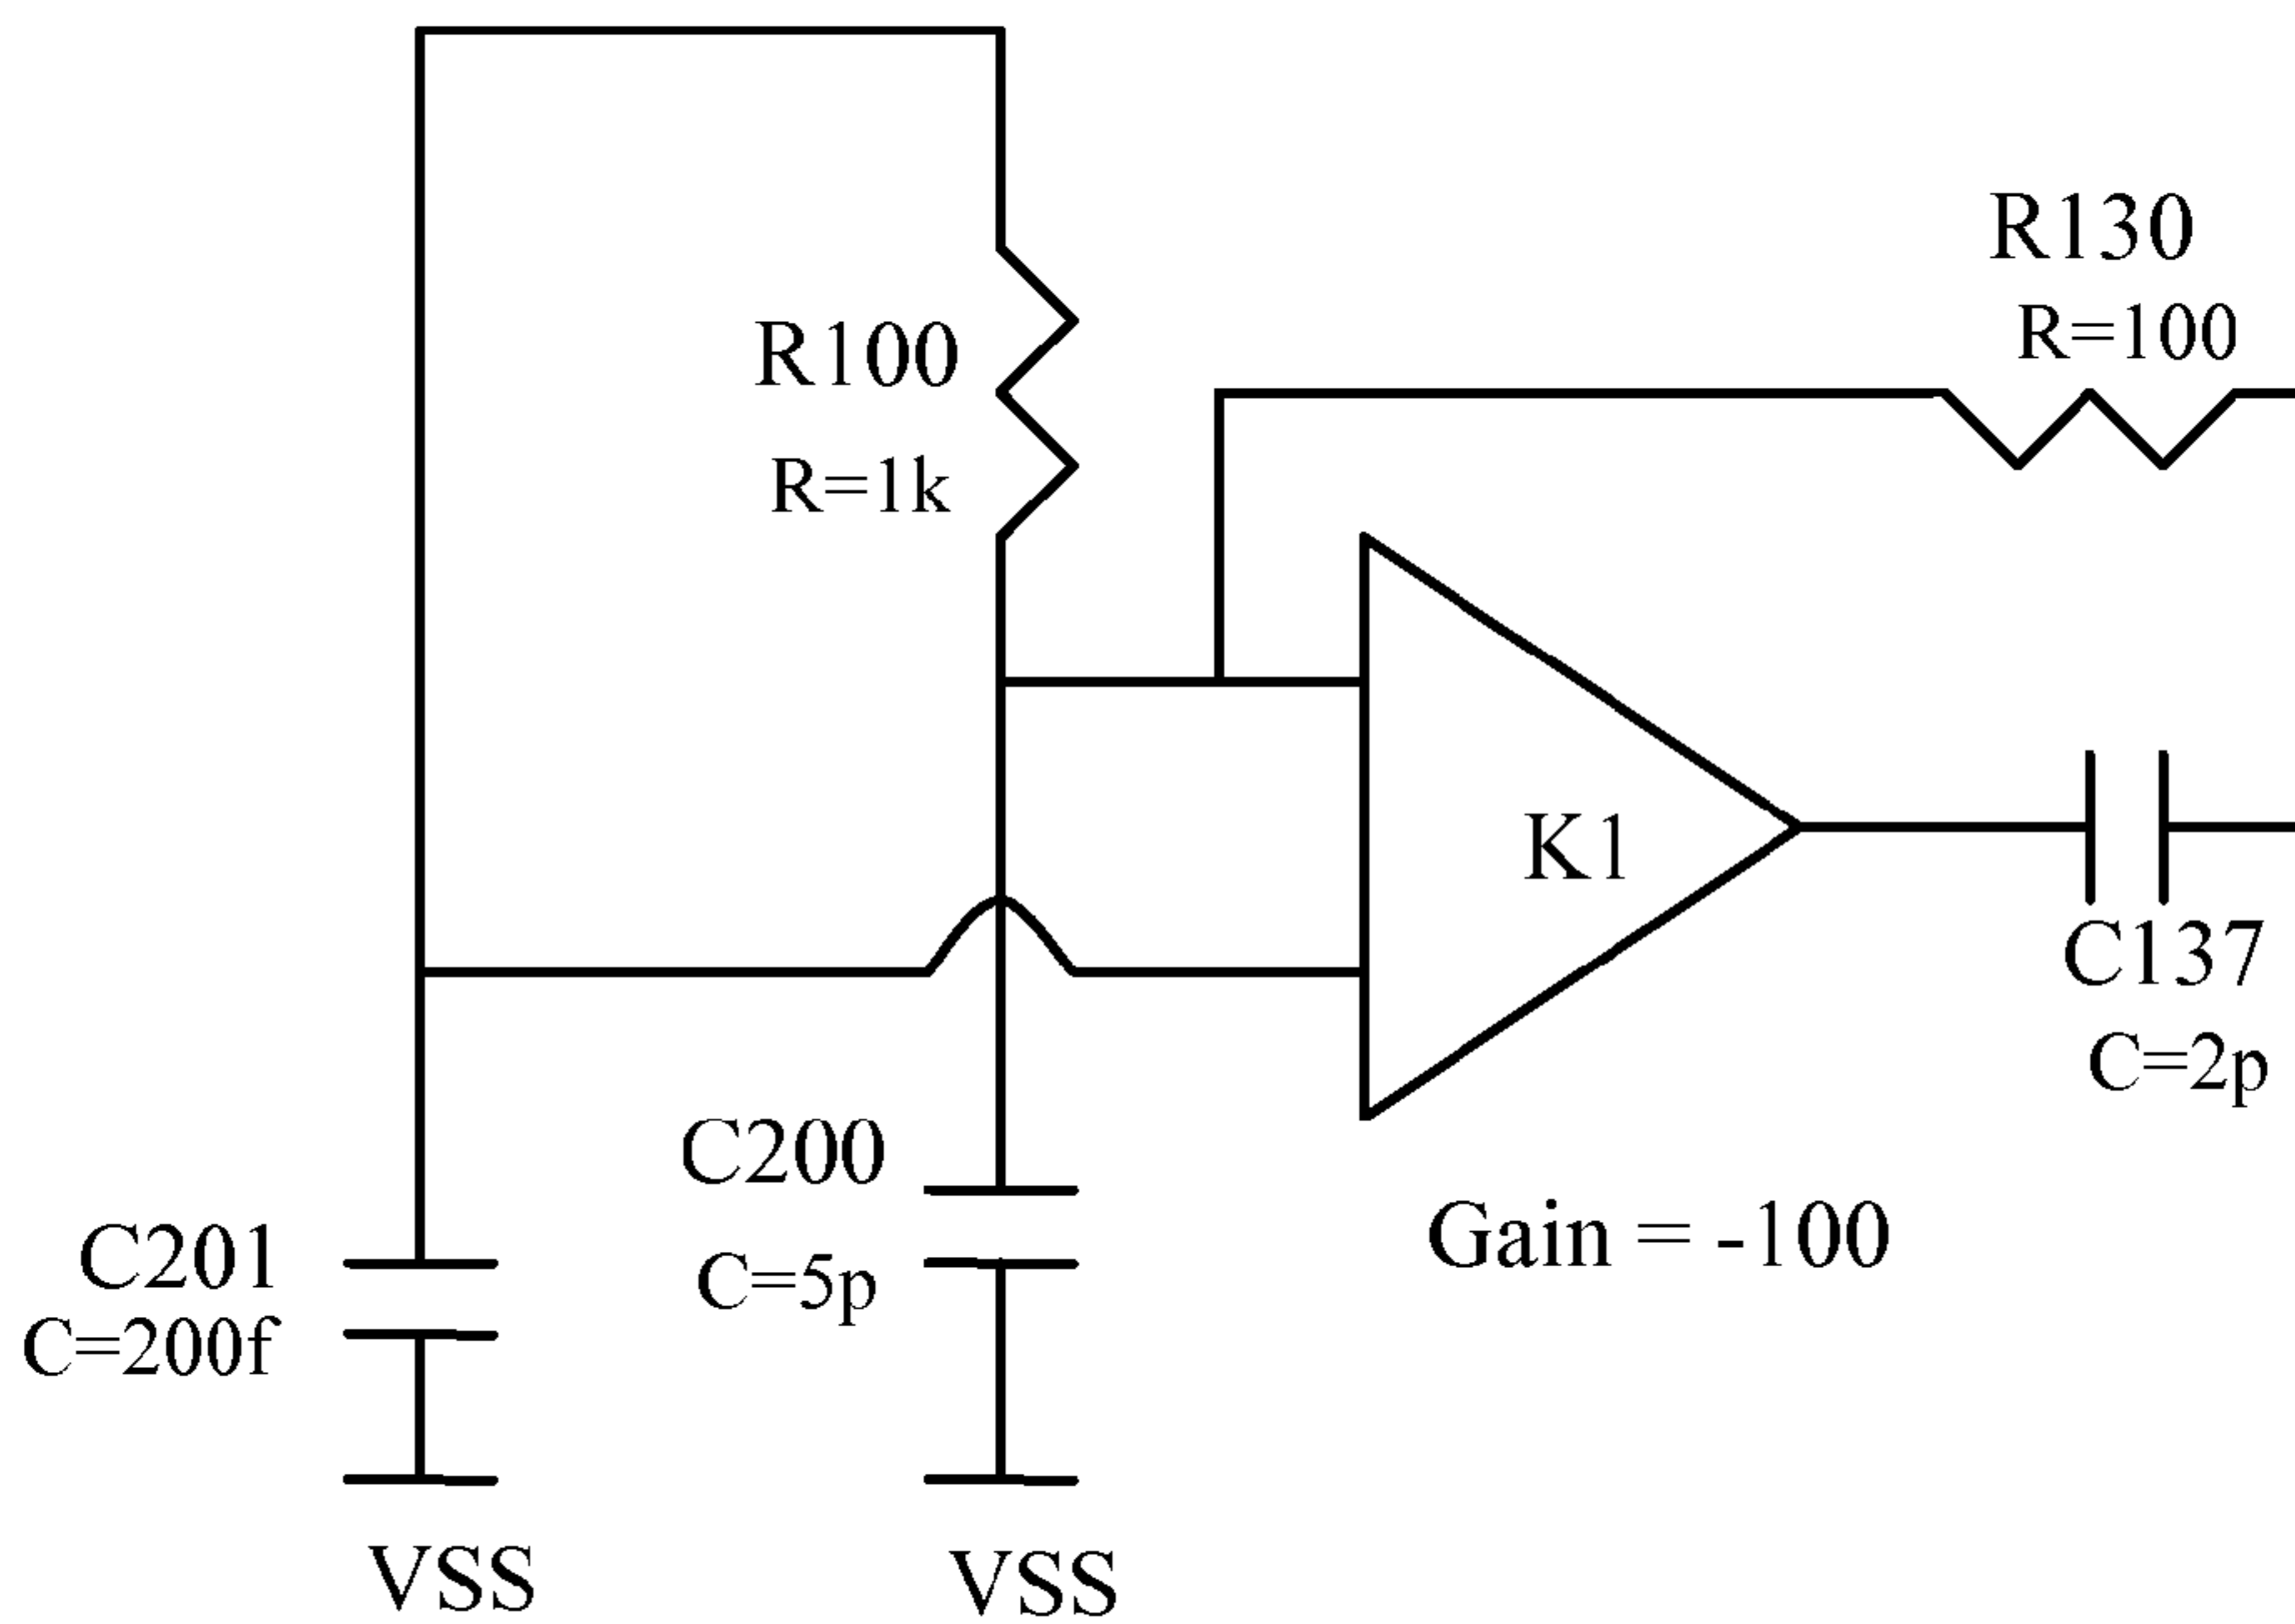 R130
R=100
R100
R=1k
K1
C137
C=2p
C200
C=5p
Gain = -100
C201
C=200f
VSS
VSS